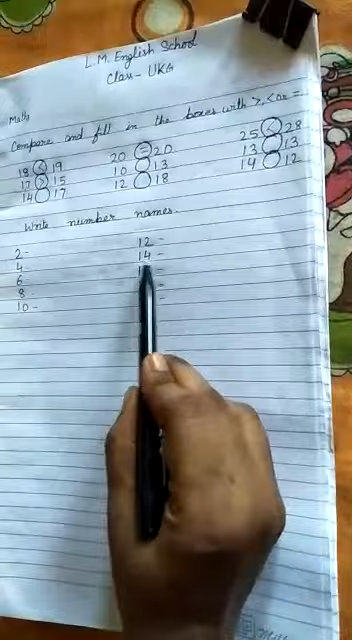 L.M. English School
Class - UKG
Maths
Compare and fill in the boxes with >, < or =.
18 < 19 20 = 20 25 < 28
17 > 15 10 ○ 13 13 ○ 13
14 ○ 17 12 ○ 18 14 ○ 12
Write number names.
2 - 12 -
4 - 14 -
6 -
8 - -
10 - -